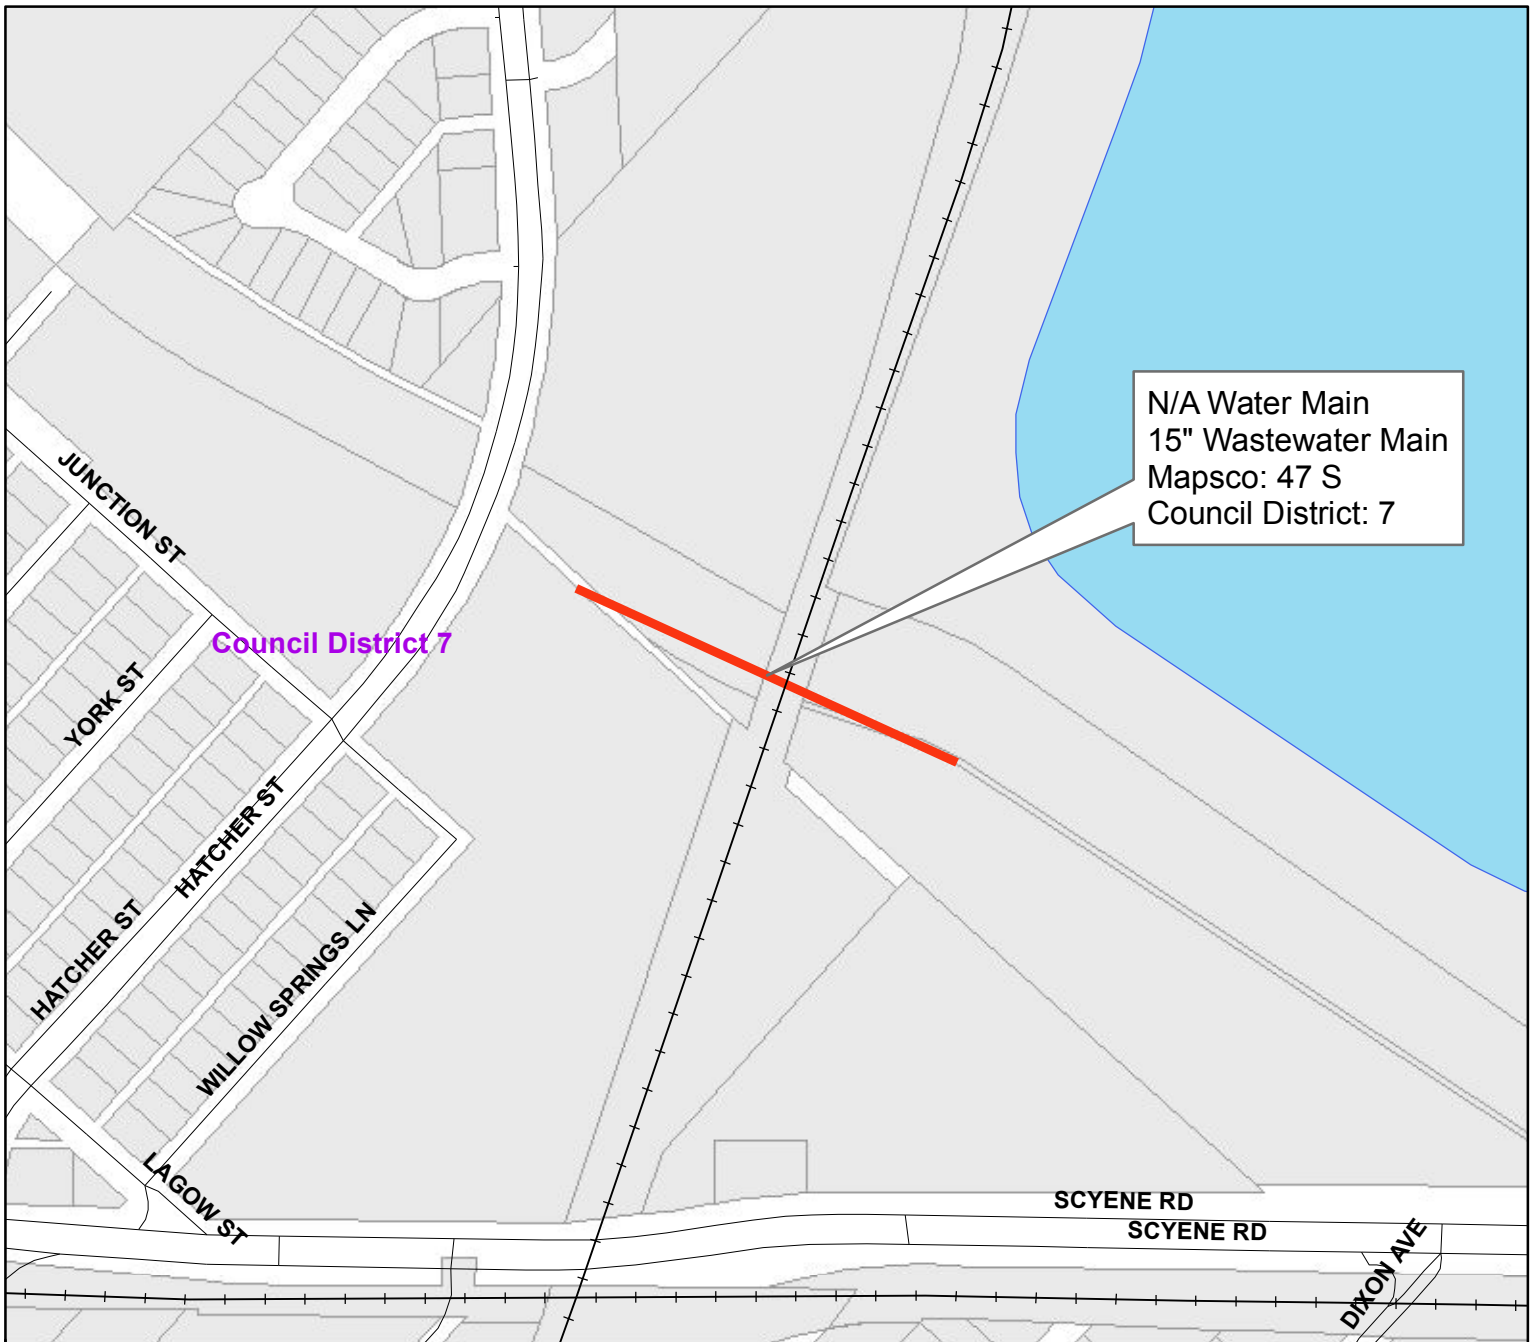 N/A Water Main
15" Wastewater Main
Mapsco: 47 S
Council District: 7
JUNCTION ST
Council District 7
YORK ST
HATCHER ST
HATCHER ST
WILLOW SPRINGS LN
LAGOW ST
SCYENE RD
SCYENE RD
DIXON AVE